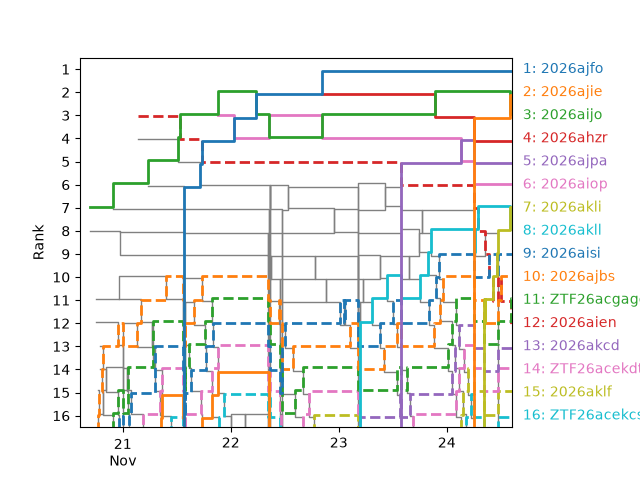 1
2
3
4
5
6
7
8
9
10
11
12
13
14
15
16
Rank
21
22
23
24
Nov
1: 2026ajfo
2: 2026ajie
3: 2026aijo
4: 2026ahzr
5: 2026ajpa
6: 2026aiop
7: 2026akli
8: 2026akll
9: 2026aisi
10: 2026ajbs
11: ZTF26acgag
12: 2026aien
13: 2026akcd
14: ZTF26acekdt
15: 2026aklf
16: ZTF26acekcs